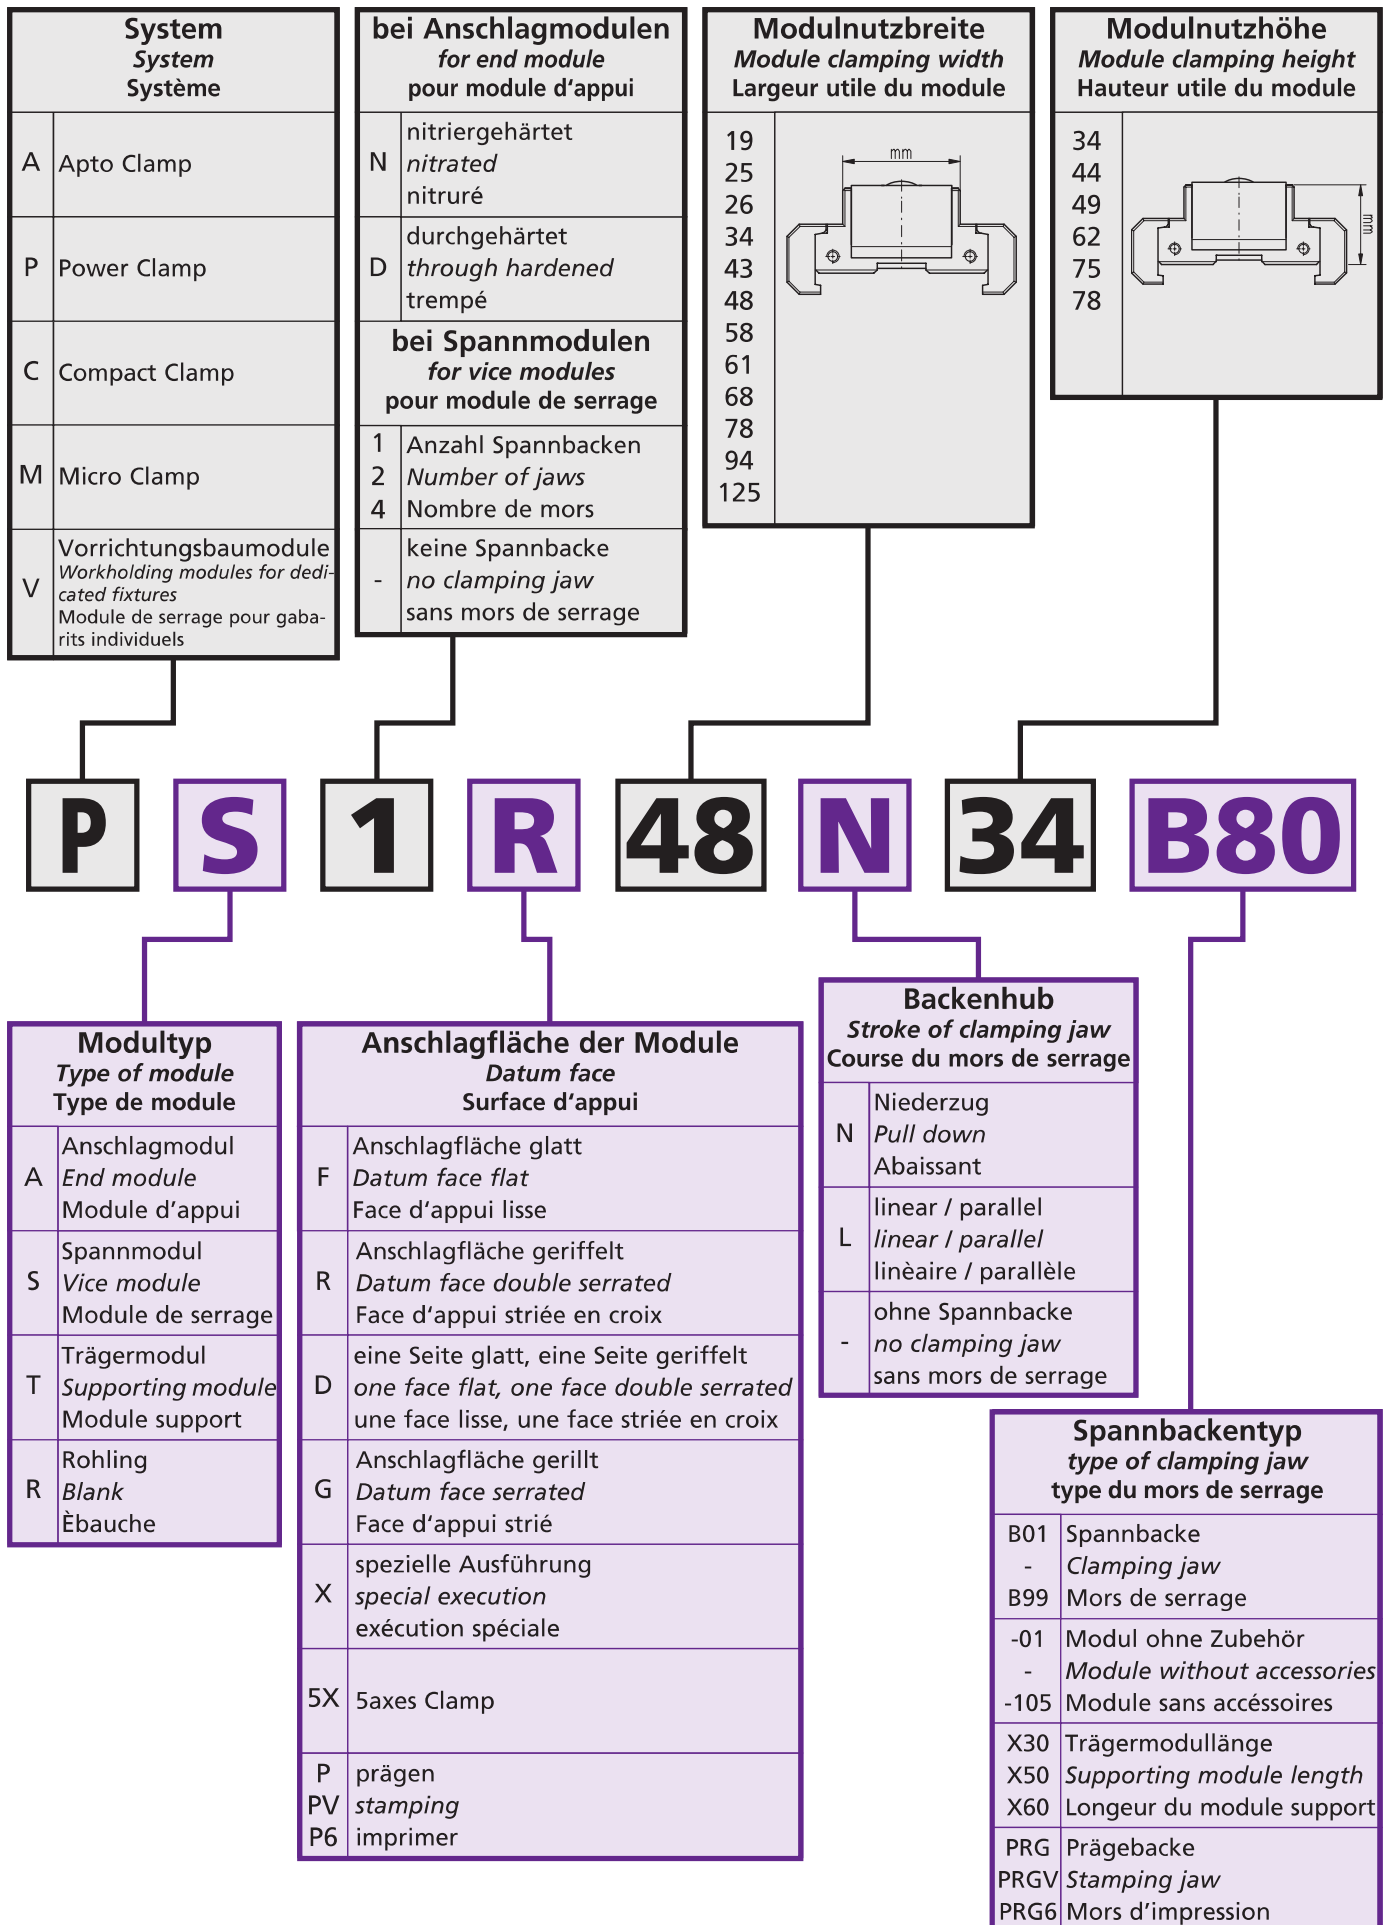 System
System
Système
A
Apto Clamp
P
Power Clamp
C
Compact Clamp
M
Micro Clamp
V
Vorrichtungsbaumodule
Workholding modules for dedi-
cated fixtures
Module de serrage pour gaba-
rits individuels
bei Anschlagmodulen
for end module
pour module d‘appui
N
nitriergehärtet
nitrated
nitruré
D
durchgehärtet
through hardened
trempé
bei Spannmodulen
for vice modules
pour module de serrage
1 Anzahl Spannbacken
2 Number of jaws
4 Nombre de mors
-
keine Spannbacke
no clamping jaw
sans mors de serrage
Modulnutzbreite
Module clamping width
Largeur utile du module
19
25
26
34
43
48
58
61
68
78
94
125
mm
Modulnutzhöhe
Module clamping height
Hauteur utile du module
34
44
49
62
75
78
mm
P S 1 R 48 N 34 B80
Modultyp
Type of module
Type de module
A
Anschlagmodul
End module
Module d’appui
S
Spannmodul
Vice module
Module de serrage
T
Trägermodul
Supporting module
Module support
R
Rohling
Blank
Èbauche
Anschlagfläche der Module
Datum face
Surface d‘appui
F
Anschlagfläche glatt
Datum face flat
Face d‘appui lisse
R
Anschlagfläche geriffelt
Datum face double serrated
Face d‘appui striée en croix
D
eine Seite glatt, eine Seite geriffelt
one face flat, one face double serrated
une face lisse, une face striée en croix
G
Anschlagfläche gerillt
Datum face serrated
Face d‘appui strié
X
spezielle Ausführung
special execution
exécution spéciale
5X
5axes Clamp
P prägen
PV stamping
P6 imprimer
Backenhub
Stroke of clamping jaw
Course du mors de serrage
N
Niederzug
Pull down
Abaissant
L
linear / parallel
linear / parallel
linèaire / parallèle
-
ohne Spannbacke
no clamping jaw
sans mors de serrage
Spannbackentyp
type of clamping jaw
type du mors de serrage
B01 Spannbacke
- Clamping jaw
B99 Mors de serrage
-01 Modul ohne Zubehör
- Module without accessories
-105 Module sans accéssoires
X30 Trägermodullänge
X50 Supporting module length
X60 Longeur du module support
PRG Prägebacke
PRGV Stamping jaw
PRG6 Mors d’impression